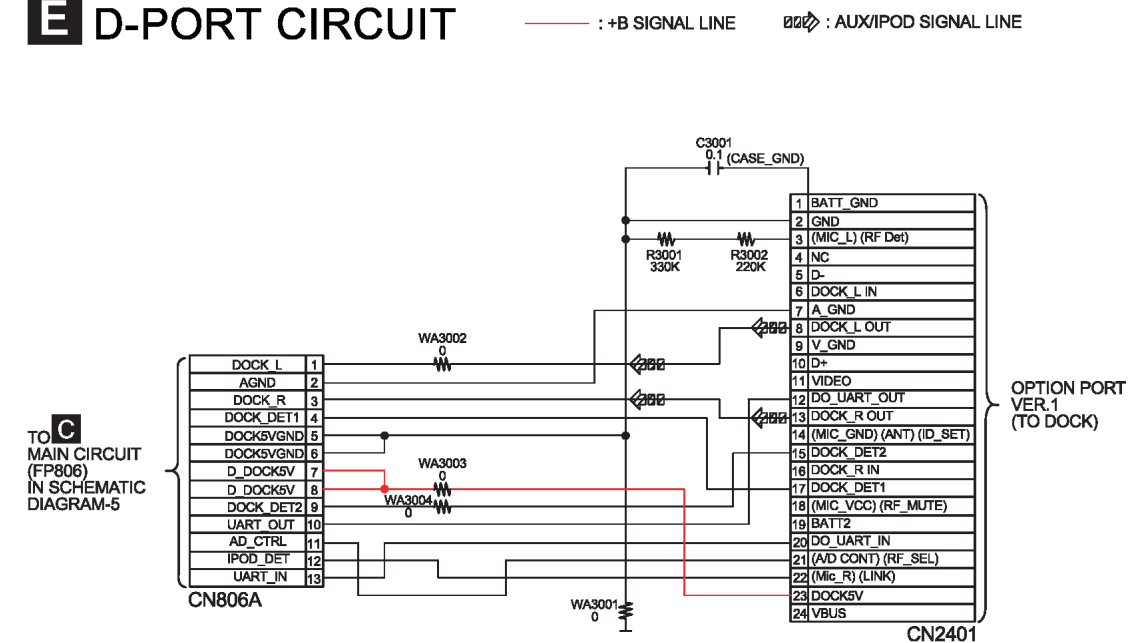 E D-PORT CIRCUIT
: +B SIGNAL LINE
: AUX/IPOD SIGNAL LINE
C3001
0.1
(CASE_GND)
R3001
330K
R3002
220K
1 BATT_GND
2 GND
3 (MIC_L) (RF Det)
4 NC
5 D-
6 DOCK_L IN
7 A_GND
8 DOCK_L OUT
9 V_GND
10 D+
11 VIDEO
12 DO_UART_OUT
13 DOCK_R OUT
14 (MIC_GND) (ANT) (ID_SET)
15 DOCK_DET2
16 DOCK_R IN
17 DOCK_DET1
18 (MIC_VCC) (RF_MUTE)
19 BATT2
20 DO_UART_IN
21 (A/D CONT) (RF_SEL)
22 (Mic_R) (LINK)
23 DOCK5V
24 VBUS
CN2401
OPTION PORT
VER.1
(TO DOCK)
WA3002
0
WA3003
0
WA3004
0
WA3001
0
DOCK_L 1
AGND 2
DOCK_R 3
DOCK_DET1 4
DOCK5VGND 5
DOCK5VGND 6
D_DOCK5V 7
D_DOCK5V 8
DOCK_DET2 9
UART_OUT 10
AD_CTRL 11
IPOD_DET 12
UART_IN 13
CN806A
TO C
MAIN CIRCUIT
(FP806)
IN SCHEMATIC
DIAGRAM-5